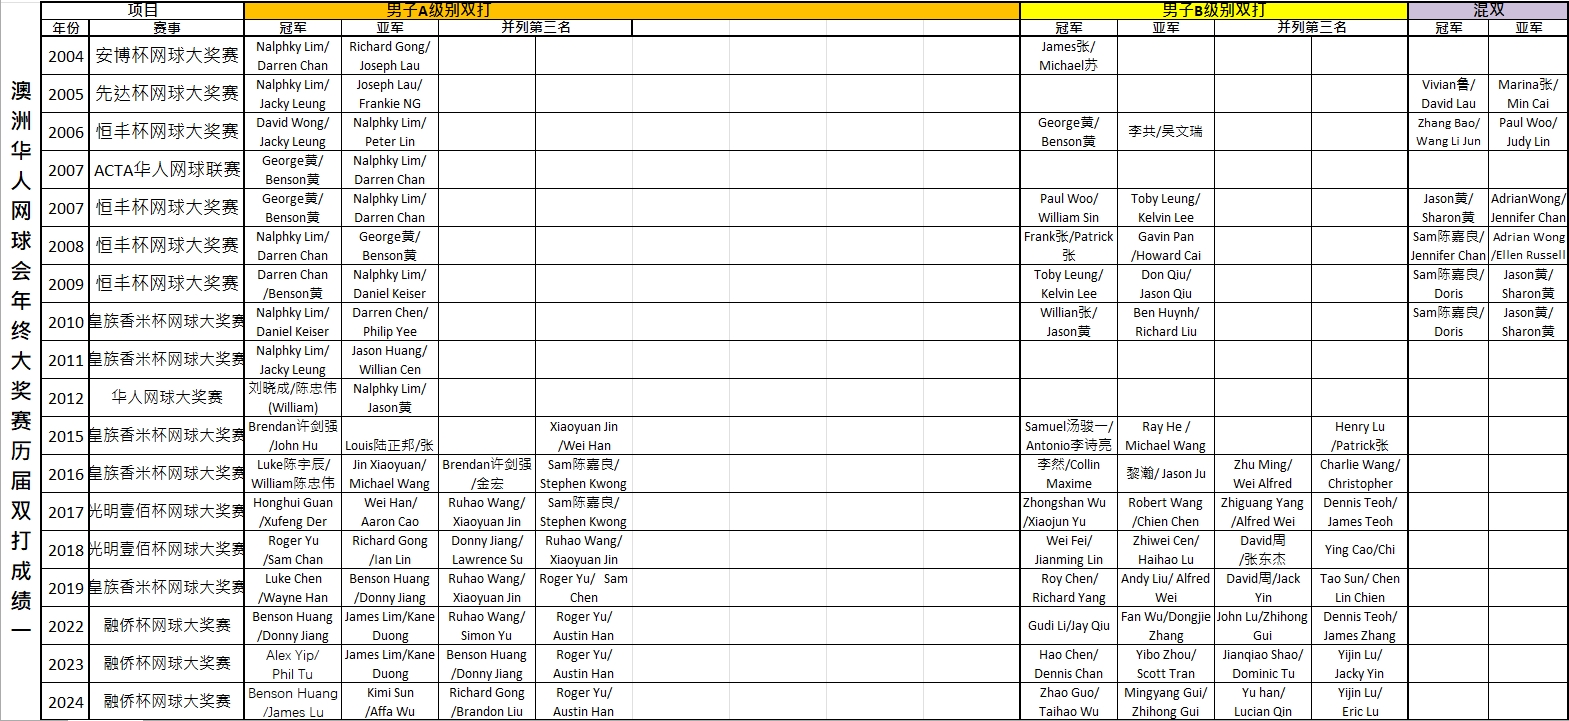 澳洲华人网球会年终大奖赛历届双打成绩一
项目 男子A级别双打 男子B级别双打 混双
年份 赛事 冠军 亚军 并列第三名 冠军 亚军 并列第三名 冠军 亚军
2004 安博杯网球大奖赛 Nalphky Lim/ Darren Chan Richard Gong/ Joseph Lau James张/ Michael苏
2005 先达杯网球大奖赛 Nalphky Lim/ Jacky Leung Joseph Lau/ Frankie NG Vivian鲁/ David Lau Marina张/ Min Cai
2006 恒丰杯网球大奖赛 David Wong/ Jacky Leung Nalphky Lim/ Peter Lin George黄/ Benson黄 李共/吴文瑞 Zhang Bao/ Wang Li Jun Paul Woo/ Judy Lin
2007 ACTA华人网球联赛 George黄/ Benson黄 Nalphky Lim/ Darren Chan
2007 恒丰杯网球大奖赛 George黄/ Benson黄 Nalphky Lim/ Darren Chan Paul Woo/ William Sin Toby Leung/ Kelvin Lee Jason黄/ Sharon黄 AdrianWong/ Jennifer Chan
2008 恒丰杯网球大奖赛 Nalphky Lim/ Darren Chan George黄/ Benson黄 Frank张/Patrick张 Gavin Pan /Howard Cai Sam陈嘉良/ Jennifer Chan Adrian Wong /Ellen Russell
2009 恒丰杯网球大奖赛 Darren Chan /Benson黄 Nalphky Lim/ Daniel Keiser Toby Leung/ Kelvin Lee Don Qiu/ Jason Qiu Sam陈嘉良/ Doris Jason黄/ Sharon黄
2010 皇族香米杯网球大奖赛 Nalphky Lim/ Daniel Keiser Darren Chen/ Philip Yee Willian张/ Jason黄 Ben Huynh/ Richard Liu Sam陈嘉良/ Doris Jason黄/ Sharon黄
2011 皇族香米杯网球大奖赛 Nalphky Lim/ Jacky Leung Jason Huang/ Willian Cen
2012 华人网球大奖赛 刘晓成/陈忠伟 (William) Nalphky Lim/ Jason黄
2015 皇族香米杯网球大奖赛 Brendan许剑强 /John Hu Louis陆正邦/张 Xiaoyuan Jin /Wei Han Samuel汤骏一/ Antonio李诗亮 Ray He / Michael Wang Henry Lu /Patrick张
2016 皇族香米杯网球大奖赛 Luke陈宇辰/ William陈忠伟 Jin Xiaoyuan/ Michael Wang Brendan许剑强 /金宏 Sam陈嘉良/ Stephen Kwong 李然/Collin Maxime 黎瀚/ Jason Ju Zhu Ming/ Wei Alfred Charlie Wang/ Christopher
2017 光明壹佰杯网球大奖赛 Honghui Guan /Xufeng Der Wei Han/ Aaron Cao Ruhao Wang/ Xiaoyuan Jin Sam陈嘉良/ Stephen Kwong Zhongshan Wu /Xiaojun Yu Robert Wang /Chien Chen Zhiguang Yang /Alfred Wei Dennis Teoh/ James Teoh
2018 光明壹佰杯网球大奖赛 Roger Yu /Sam Chan Richard Gong /Ian Lin Donny Jiang/ Lawrence Su Ruhao Wang/ Xiaoyuan Jin Wei Fei/ Jianming Lin Zhiwei Cen/ Haihao Lu David周 /张东杰 Ying Cao/Chi
2019 皇族香米杯网球大奖赛 Luke Chen /Wayne Han Benson Huang /Donny Jiang Ruhao Wang/ Xiaoyuan Jin Roger Yu/ Sam Chen Roy Chen/ Richard Yang Andy Liu/ Alfred Wei David周/Jack Yin Tao Sun/ Chen Lin Chien
2022 融侨杯网球大奖赛 Benson Huang /Donny Jiang James Lim/Kane Duong Ruhao Wang/ Simon Yu Roger Yu/ Austin Han Gudi Li/Jay Qiu Fan Wu/Dongjie Zhang John Lu/Zhihong Gui Dennis Teoh/ James Zhang
2023 融侨杯网球大奖赛 Alex Yip/ Phil Tu James Lim/Kane Duong Benson Huang /Donny Jiang Roger Yu/ Austin Han Hao Chen/ Dennis Chan Yibo Zhou/ Scott Tran Jianqiao Shao/ Dominic Tu Yijin Lu/ Jacky Yin
2024 融侨杯网球大奖赛 Benson Huang /James Lu Kimi Sun /Affa Wu Richard Gong /Brandon Liu Roger Yu/ Austin Han Zhao Guo/ Taihao Wu Mingyang Gui/ Zhihong Gui Yu han/ Lucian Qin Yijin Lu/ Eric Lu